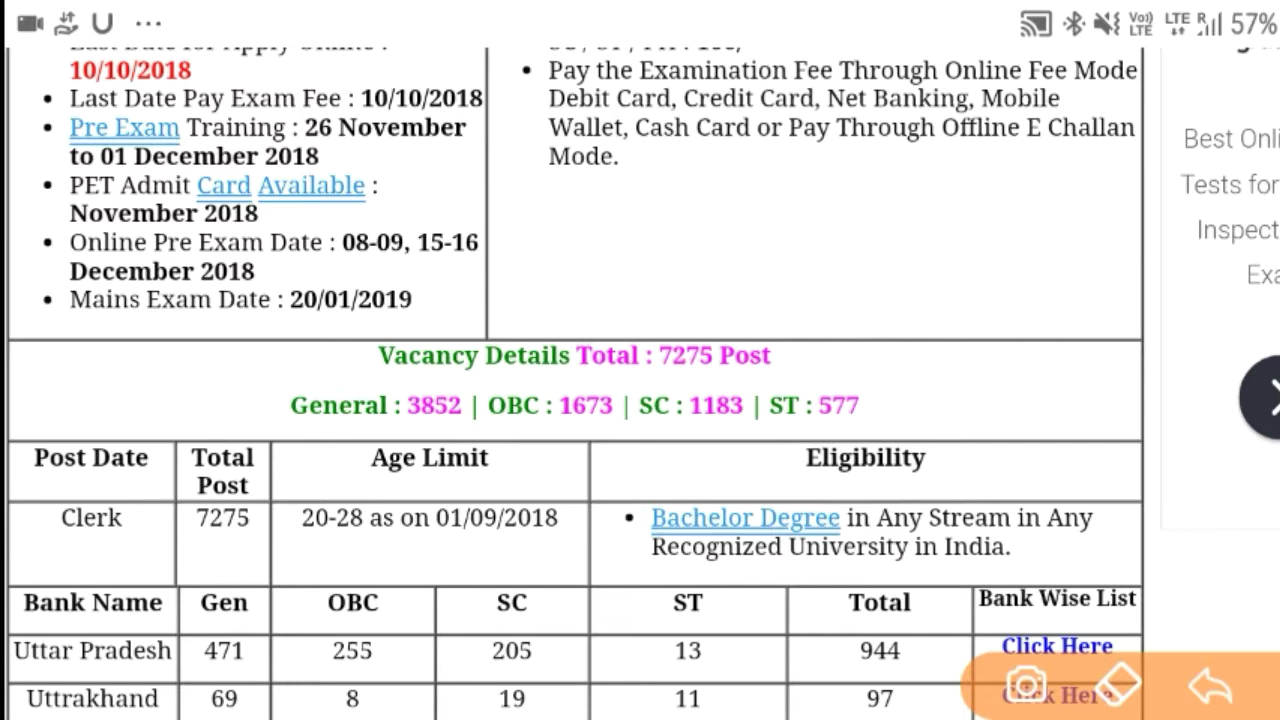 57%
10/10/2018
• Last Date Pay Exam Fee : 10/10/2018
• Pre Exam Training : 26 November
to 01 December 2018
• PET Admit Card Available :
November 2018
• Online Pre Exam Date : 08-09, 15-16
December 2018
• Mains Exam Date : 20/01/2019
• Pay the Examination Fee Through Online Fee Mode
Debit Card, Credit Card, Net Banking, Mobile
Wallet, Cash Card or Pay Through Offline E Challan
Mode.
Best Onli
Tests for
Inspect
Exa
Vacancy Details Total : 7275 Post
General : 3852 | OBC : 1673 | SC : 1183 | ST : 577
Post Date Total Post Age Limit Eligibility
Clerk 7275 20-28 as on 01/09/2018 • Bachelor Degree in Any Stream in Any
Recognized University in India.
Bank Name Gen OBC SC ST Total Bank Wise List
Uttar Pradesh 471 255 205 13 944 Click Here
Uttrakhand 69 8 19 11 97 Click Here